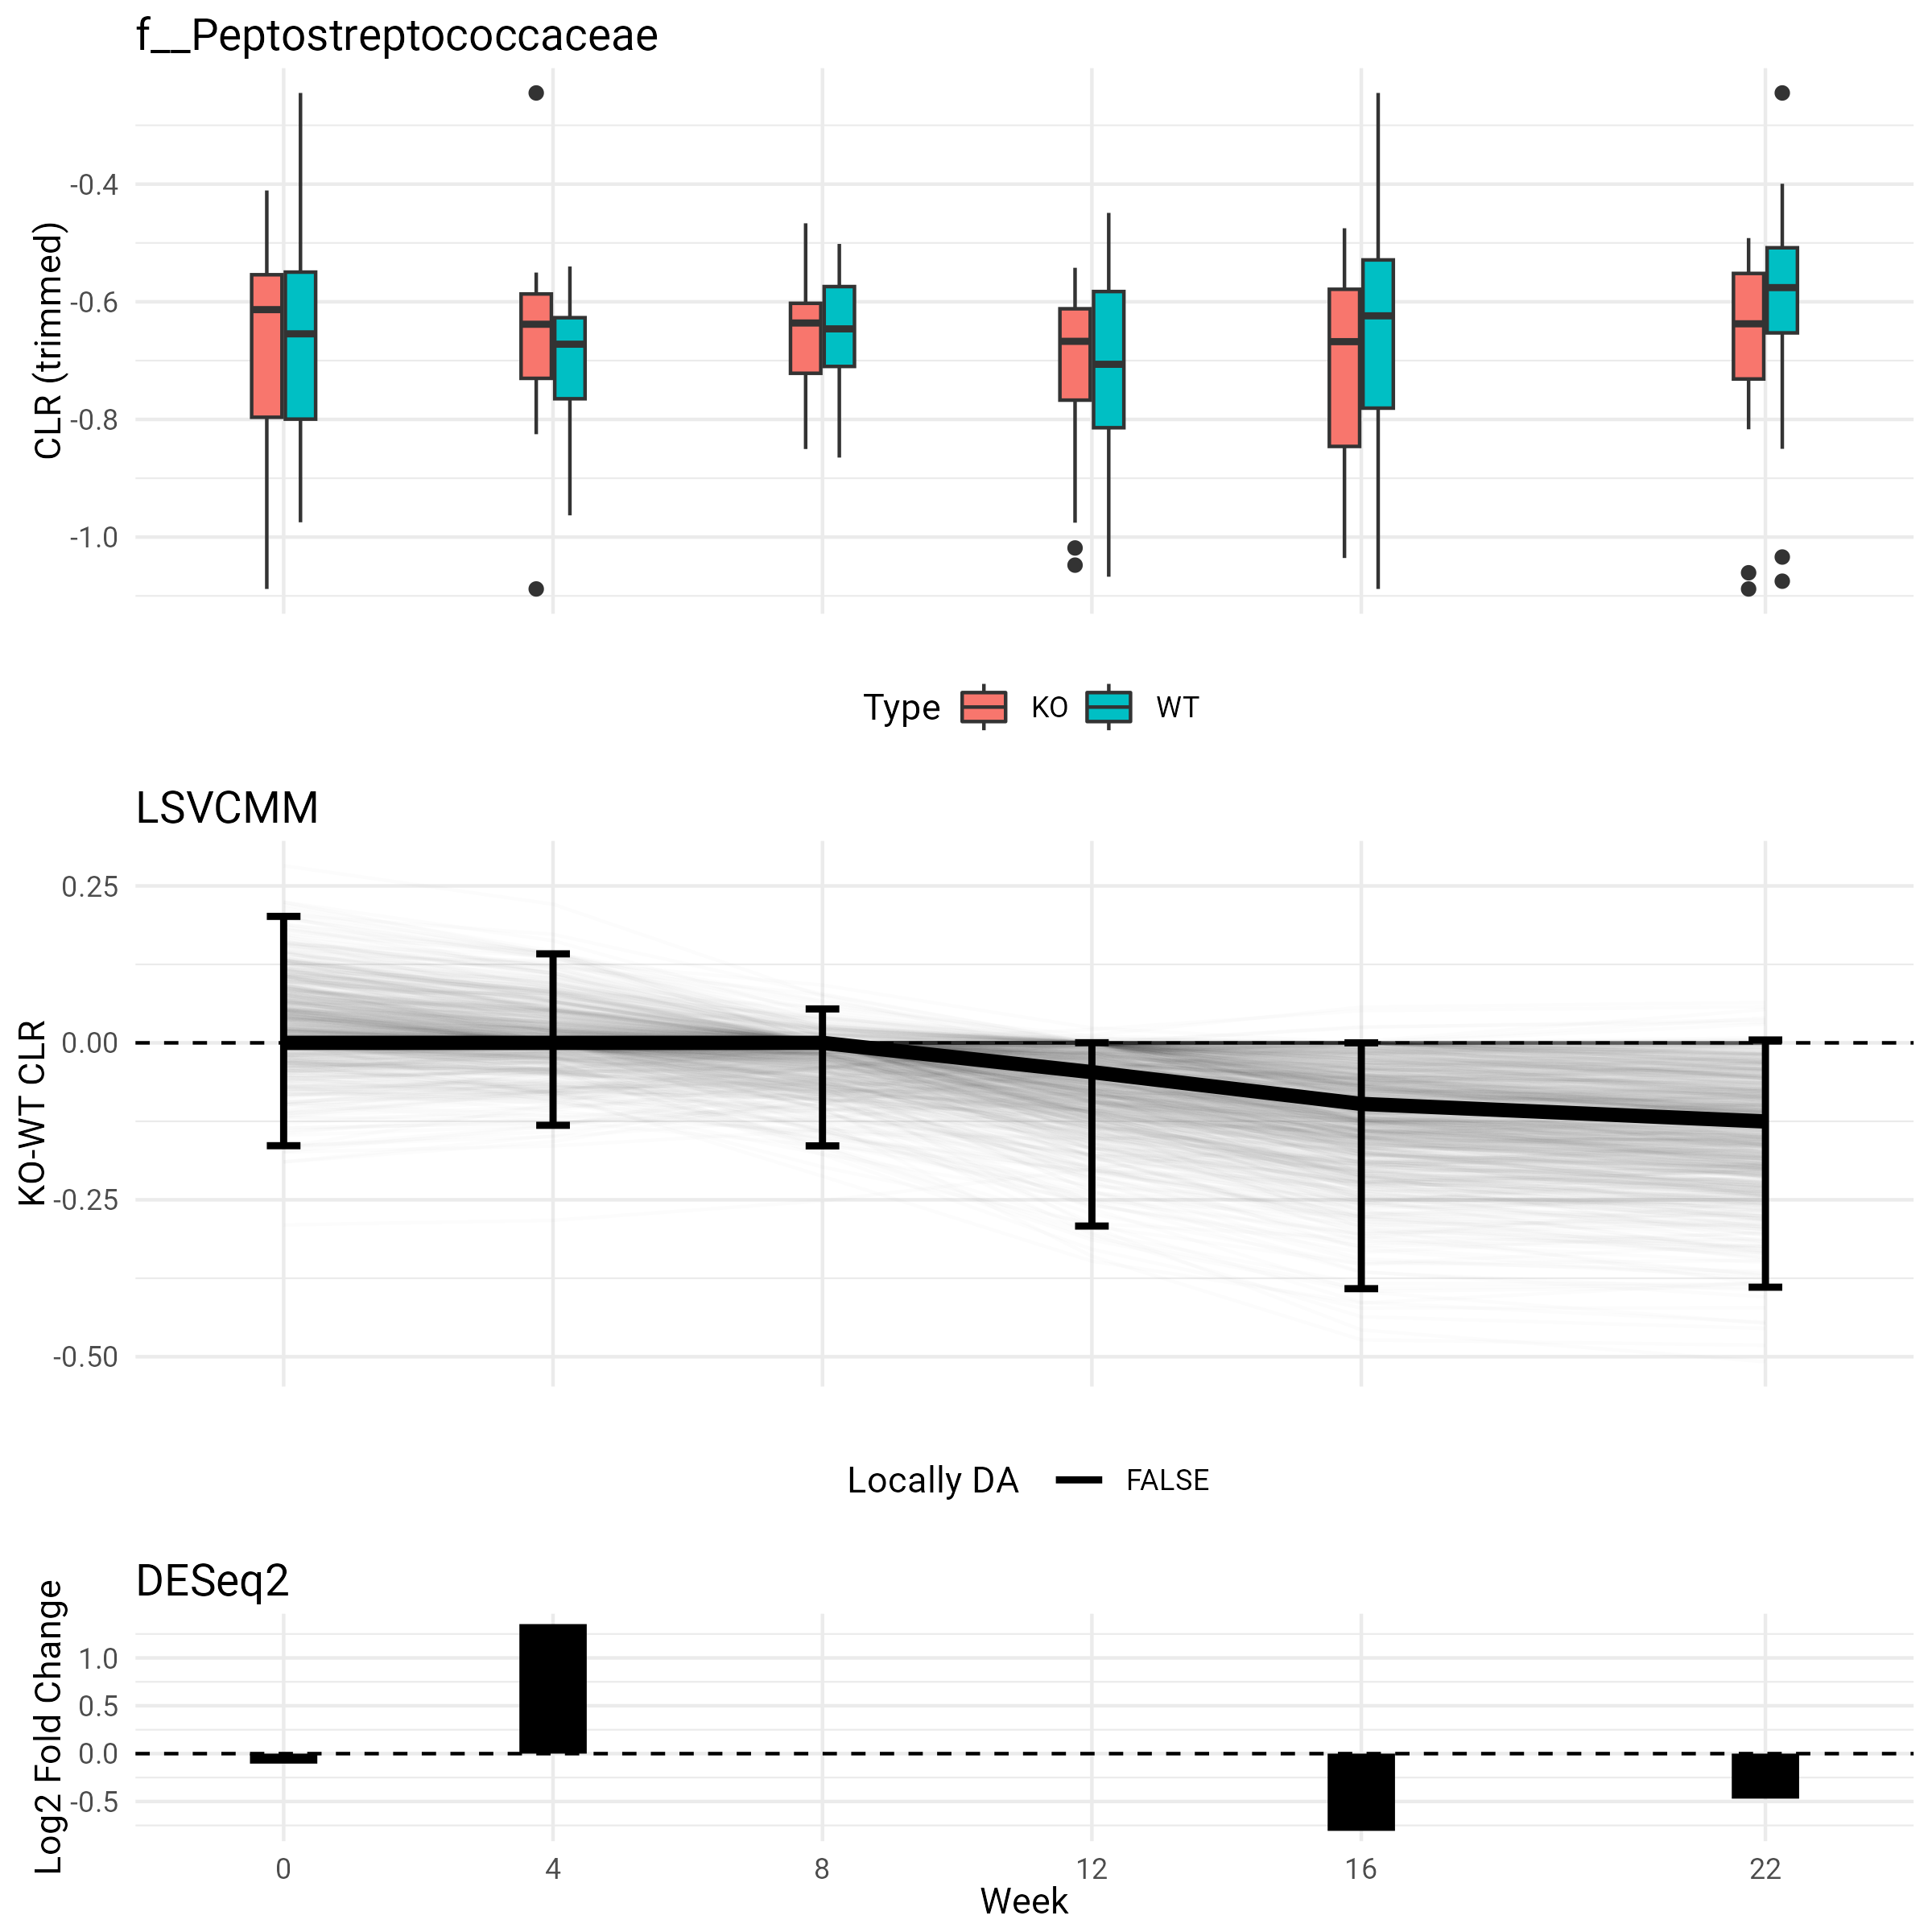 f__Peptostreptococcaceae
CLR (trimmed)
-0.4
-0.6
-0.8
-1.0
Type KO WT
LSVCMM
KO-WT CLR
0.25
0.00
-0.25
-0.50
Locally DA FALSE
DESeq2
Log2 Fold Change
1.0
0.5
0.0
-0.5
0 4 8 12 16 22
Week